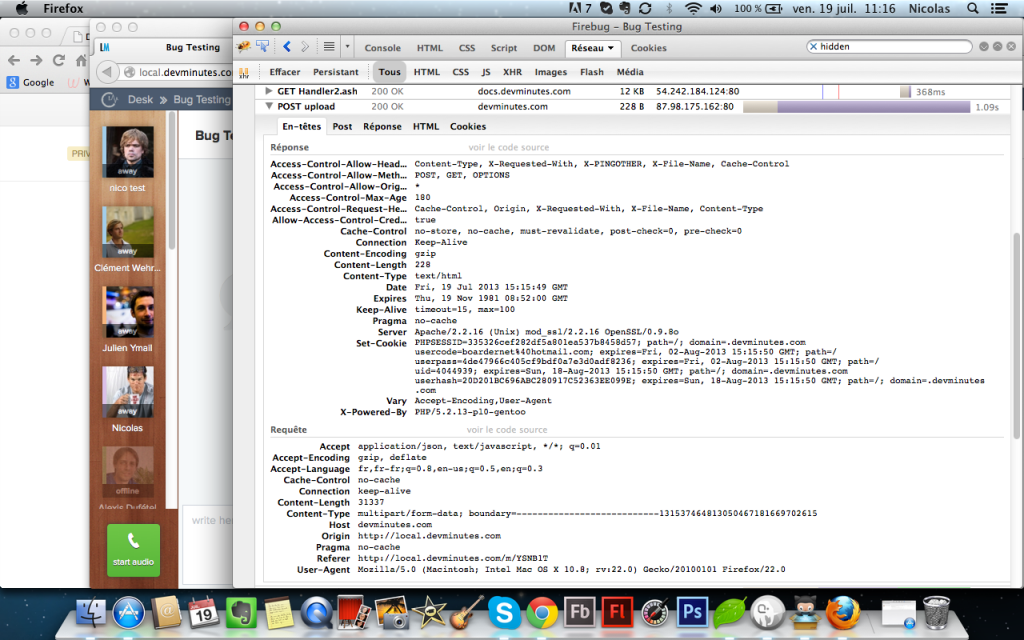 Firefox
7
100 %
ven. 19 juil. 11:16 Nicolas
Firebug - Bug Testing
Console HTML CSS Script DOM Réseau Cookies
hidden
Effacer Persistant Tous HTML CSS JS XHR Images Flash Média
GET Handler2.ash 200 OK docs.devminutes.com 12 KB 54.242.184.124:80 368ms
POST upload 200 OK devminutes.com 228 B 87.98.175.162:80 1.09s
En-têtes Post Réponse HTML Cookies
Réponse voir le code source
Access-Control-Allow-Head... Content-Type, X-Requested-With, X-PINGOTHER, X-File-Name, Cache-Control
Access-Control-Allow-Meth... POST, GET, OPTIONS
Access-Control-Allow-Orig... *
Access-Control-Max-Age 180
Access-Control-Request-He... Cache-Control, Origin, X-Requested-With, X-File-Name, Content-Type
Allow-Access-Control-Cred... true
Cache-Control no-store, no-cache, must-revalidate, post-check=0, pre-check=0
Connection Keep-Alive
Content-Encoding gzip
Content-Length 228
Content-Type text/html
Date Fri, 19 Jul 2013 15:15:49 GMT
Expires Thu, 19 Nov 1981 08:52:00 GMT
Keep-Alive timeout=15, max=100
Pragma no-cache
Server Apache/2.2.16 (Unix) mod_ssl/2.2.16 OpenSSL/0.9.8o
Set-Cookie PHPSESSID=335326cef282df5a801ea537b8458d57; path=/; domain=.devminutes.com
usercode=boardernet%40hotmail.com; expires=Fri, 02-Aug-2013 15:15:50 GMT; path=/
userpass=4de47966c405cf9bdf0a7e3d0adf8236; expires=Fri, 02-Aug-2013 15:15:50 GMT; path=/
uid=4044939; expires=Sun, 18-Aug-2013 15:15:50 GMT; path=/; domain=.devminutes.com
userhash=20D201BC696ABC280917C52363EE099E; expires=Sun, 18-Aug-2013 15:15:50 GMT; path=/; domain=.devminutes
.com
Vary Accept-Encoding,User-Agent
X-Powered-By PHP/5.2.13-pl0-gentoo
Requête voir le code source
Accept application/json, text/javascript, */*; q=0.01
Accept-Encoding gzip, deflate
Accept-Language fr,fr-fr;q=0.8,en-us;q=0.5,en;q=0.3
Cache-Control no-cache
Connection keep-alive
Content-Length 31337
Content-Type multipart/form-data; boundary=---------------------------131537464813050467181669702615
Host devminutes.com
Origin http://local.devminutes.com
Pragma no-cache
Referer http://local.devminutes.com/m/YSNB1T
User-Agent Mozilla/5.0 (Macintosh; Intel Mac OS X 10.8; rv:22.0) Gecko/20100101 Firefox/22.0
Google
PRIV
LM Bug Testing
local.devminutes.co
Desk Bug Testing
Bug Te
away
nico test
away
Clément Wehr...
away
Julien Ymall
away
Nicolas
offline
Alexis Dufétel
start audio
write he
19
Fb
Fl
Ps